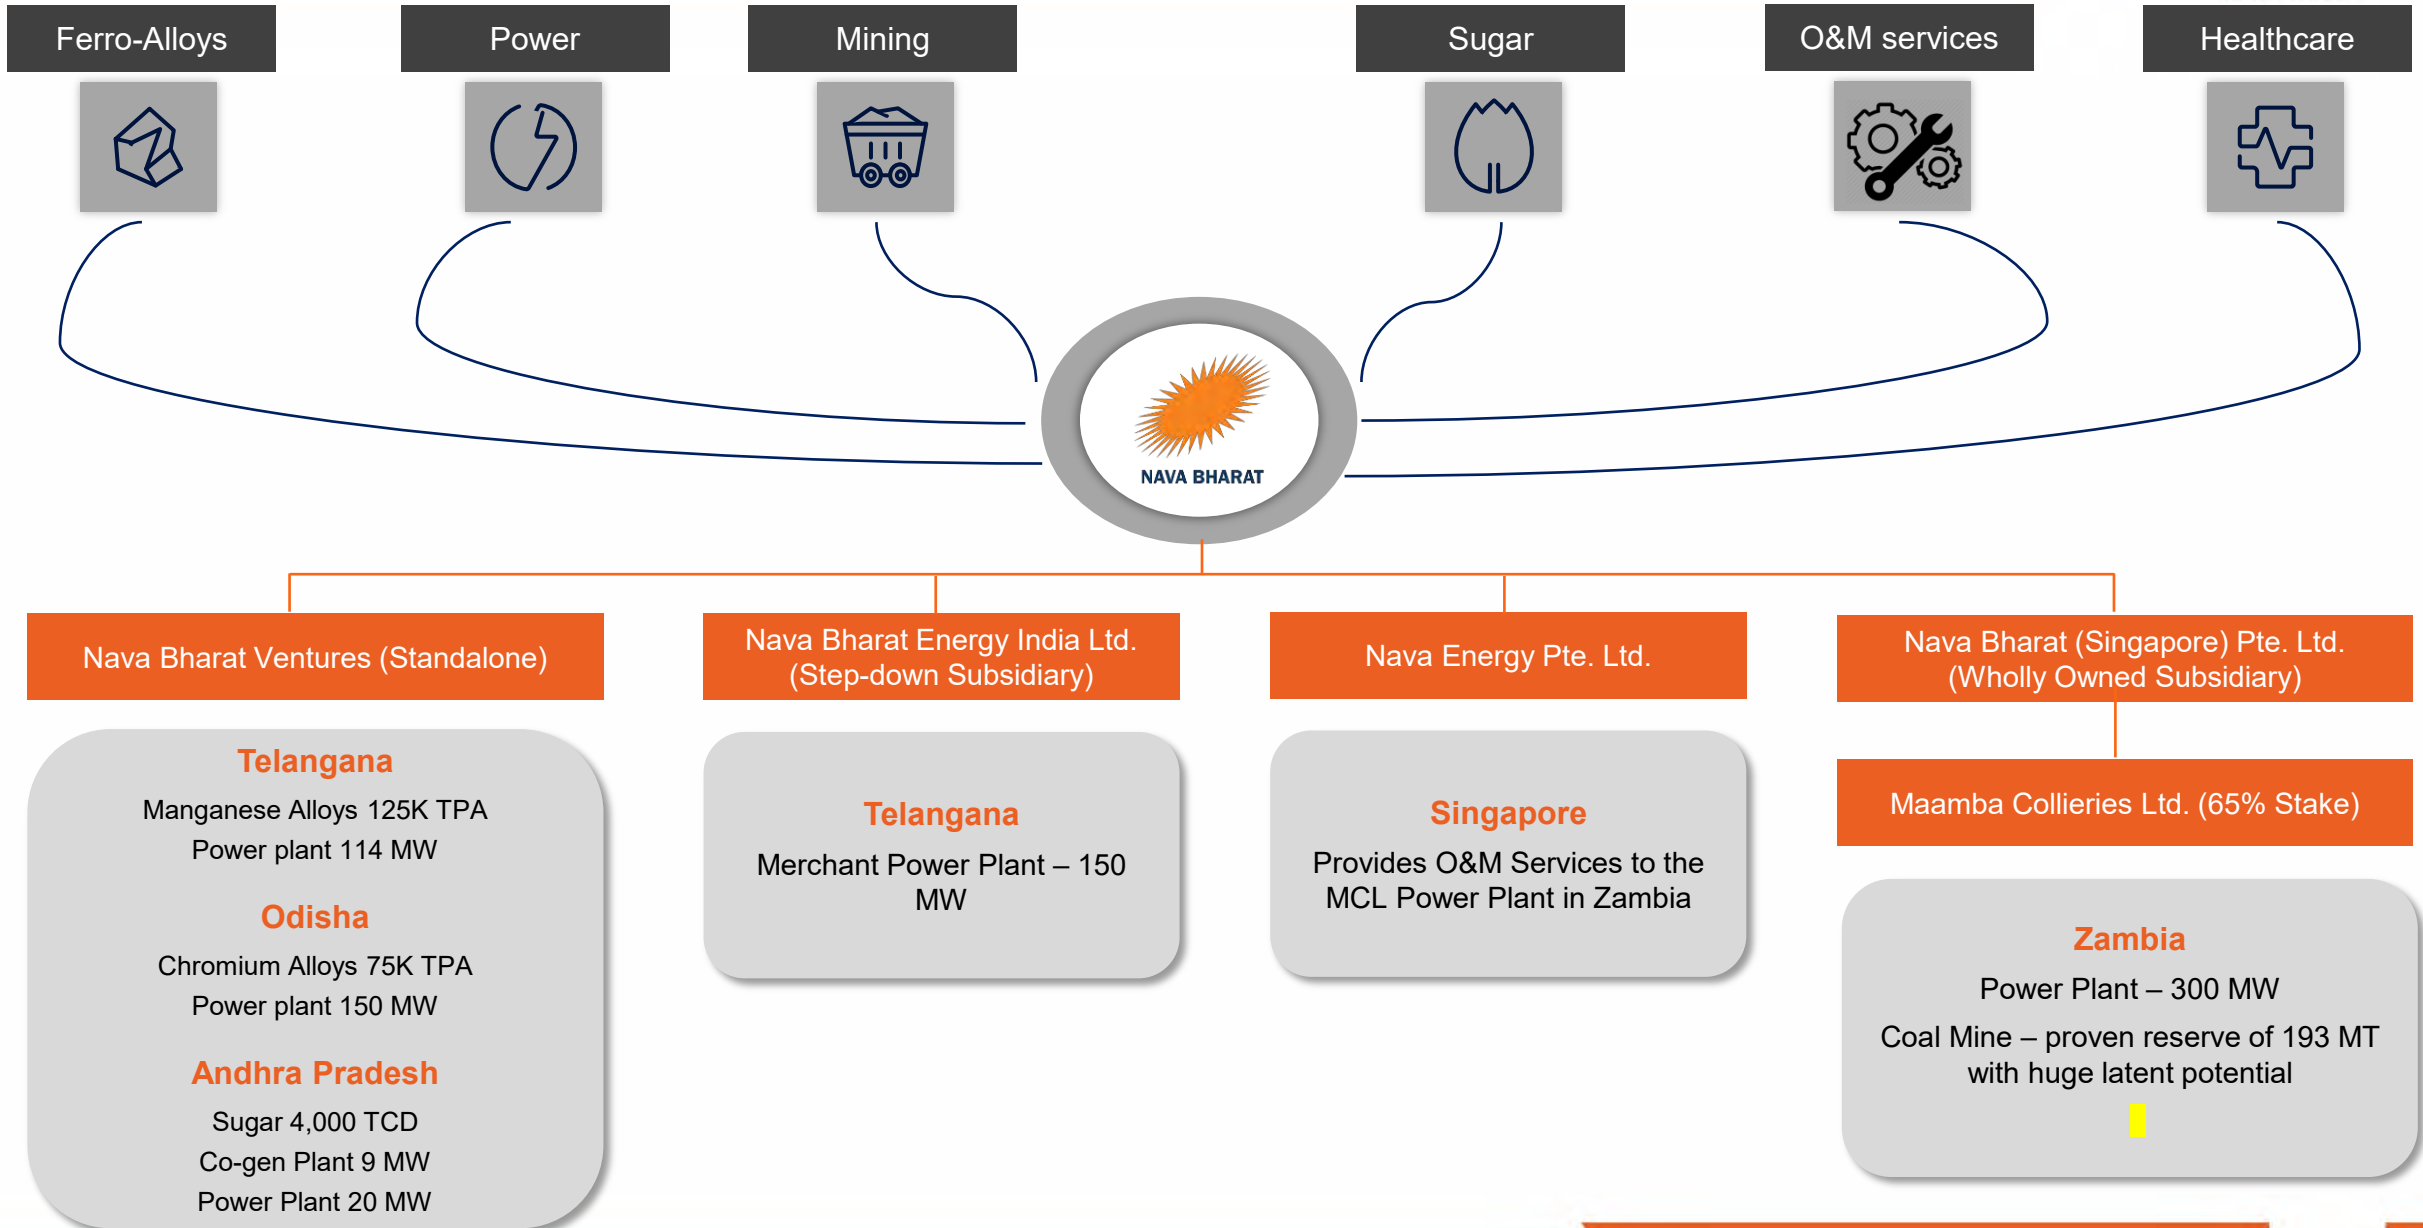 Ferro-Alloys
Power
Mining
Sugar
O&M services
Healthcare
NAVA BHARAT
Nava Bharat Ventures (Standalone)
Telangana
Manganese Alloys 125K TPA
Power plant 114 MW
Odisha
Chromium Alloys 75K TPA
Power plant 150 MW
Andhra Pradesh
Sugar 4,000 TCD
Co-gen Plant 9 MW
Power Plant 20 MW
Nava Bharat Energy India Ltd.
(Step-down Subsidiary)
Telangana
Merchant Power Plant – 150
MW
Nava Energy Pte. Ltd.
Singapore
Provides O&M Services to the
MCL Power Plant in Zambia
Nava Bharat (Singapore) Pte. Ltd.
(Wholly Owned Subsidiary)
Maamba Collieries Ltd. (65% Stake)
Zambia
Power Plant – 300 MW
Coal Mine – proven reserve of 193 MT
with huge latent potential